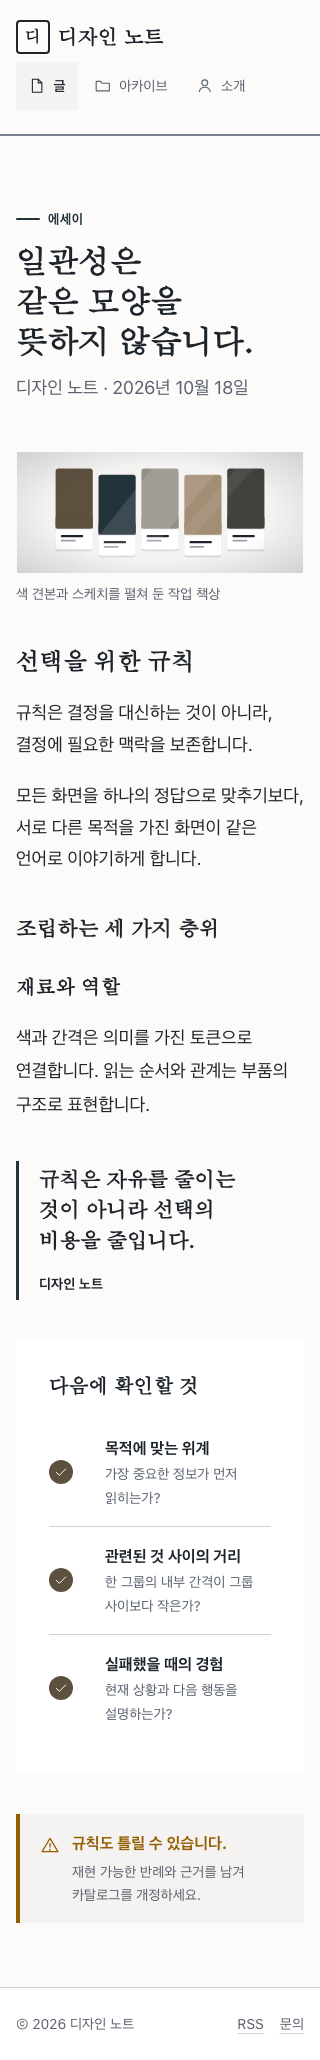 디 디자인 노트
글 아카이브 소개
에세이
일관성은
같은 모양을
뜻하지 않습니다.
디자인 노트 · 2026년 10월 18일
색 견본과 스케치를 펼쳐 둔 작업 책상
선택을 위한 규칙
규칙은 결정을 대신하는 것이 아니라,
결정에 필요한 맥락을 보존합니다.
모든 화면을 하나의 정답으로 맞추기보다,
서로 다른 목적을 가진 화면이 같은
언어로 이야기하게 합니다.
조립하는 세 가지 층위
재료와 역할
색과 간격은 의미를 가진 토큰으로
연결합니다. 읽는 순서와 관계는 부품의
구조로 표현합니다.
규칙은 자유를 줄이는
것이 아니라 선택의
비용을 줄입니다.
디자인 노트
다음에 확인할 것
목적에 맞는 위계
가장 중요한 정보가 먼저
읽히는가?
관련된 것 사이의 거리
한 그룹의 내부 간격이 그룹
사이보다 작은가?
실패했을 때의 경험
현재 상황과 다음 행동을
설명하는가?
규칙도 틀릴 수 있습니다.
재현 가능한 반례와 근거를 남겨
카탈로그를 개정하세요.
© 2026 디자인 노트 RSS 문의